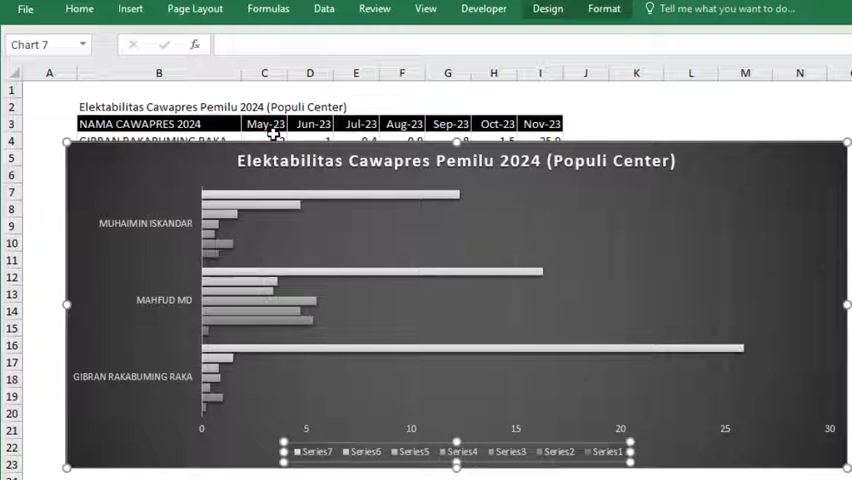 File Home Insert Page Layout Formulas Data Review View Developer Design Format Tell me what you want to do...
Chart 7 fx
A B C D E F G H I J K L M N
1
2 Elektabilitas Cawapres Pemilu 2024 (Populi Center)
3 NAMA CAWAPRES 2024 May-23 Jun-23 Jul-23 Aug-23 Sep-23 Oct-23 Nov-23
4 GIBRAN RAKABUMING RAKA
5 Elektabilitas Cawapres Pemilu 2024 (Populi Center)
6
7
8
MUHAIMIN ISKANDAR
9
10
11
12
13
MAHFUD MD
14
15
16
17
18 GIBRAN RAKABUMING RAKA
19
20
21 0 5 10 15 20 25 30
22 Series7 Series6 Series5 Series4 Series3 Series2 Series1
23